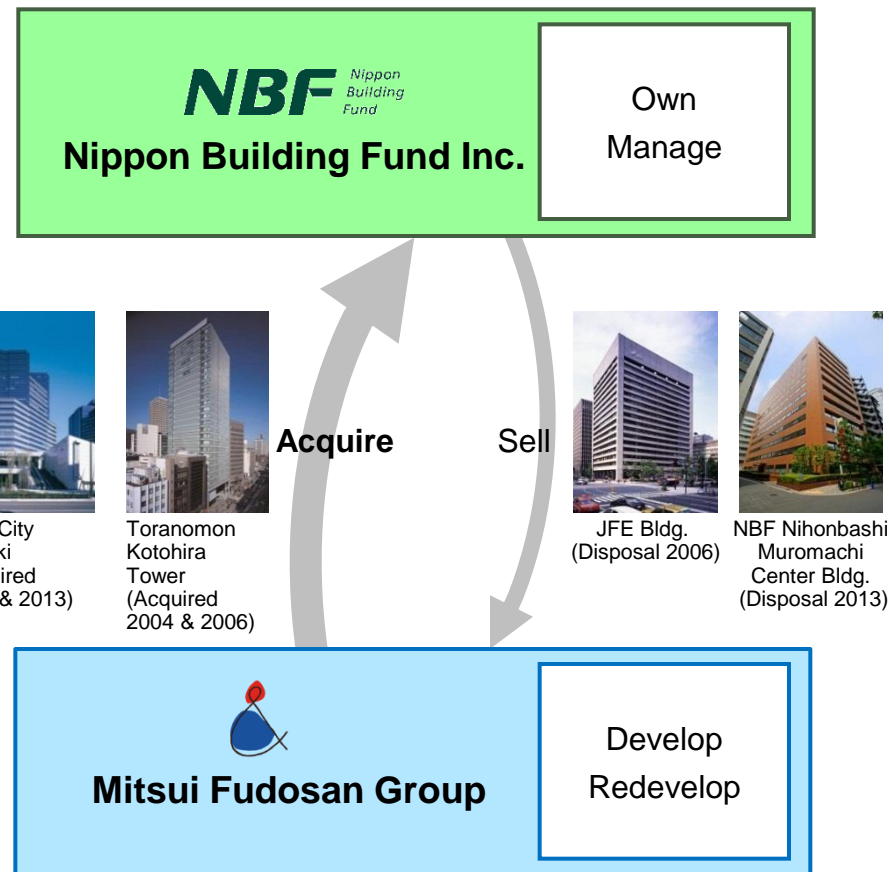 NBF Nippon
Building
Fund
Nippon Building Fund Inc.
Own
Manage
Acquire
Sell
City
ki
ired
& 2013)
Toranomon
Kotohira
Tower
(Acquired
2004 & 2006)
JFE Bldg.
(Disposal 2006)
NBF Nihonbashi
Muromachi
Center Bldg.
(Disposal 2013)
Mitsui Fudosan Group
Develop
Redevelop